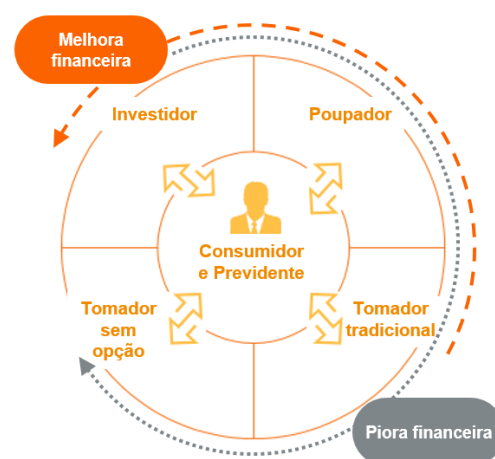 Melhora
financeira
Investidor
Poupador
Consumidor
e Previdente
Tomador
sem
opção
Tomador
tradicional
Piora financeira